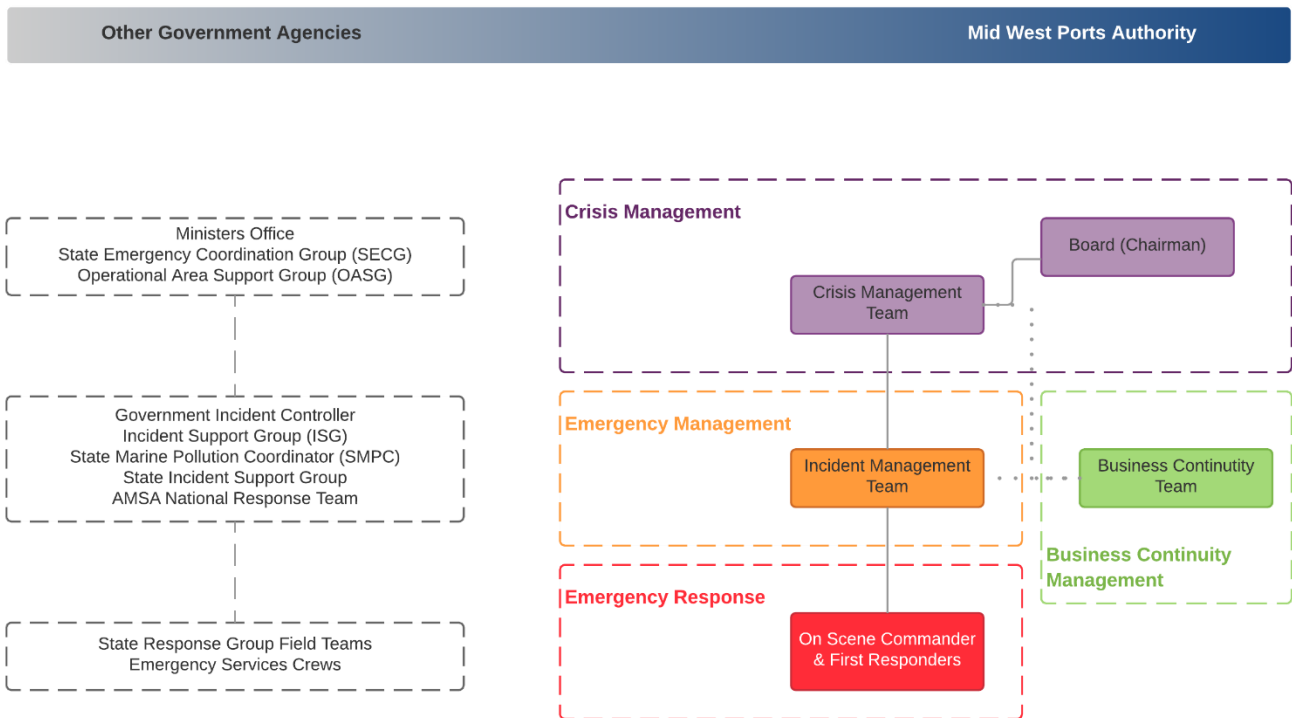 Other Government Agencies
Mid West Ports Authority
Ministers Office
State Emergency Coordination Group (SECG)
Operational Area Support Group (OASG)
Government Incident Controller
Incident Support Group (ISG)
State Marine Pollution Coordinator (SMPC)
State Incident Support Group
AMSA National Response Team
State Response Group Field Teams
Emergency Services Crews
Crisis Management
Board (Chairman)
Crisis Management
Team
Emergency Management
Incident Management
Team
Business Continutity
Team
Business Continuity
Management
Emergency Response
On Scene Commander
& First Responders